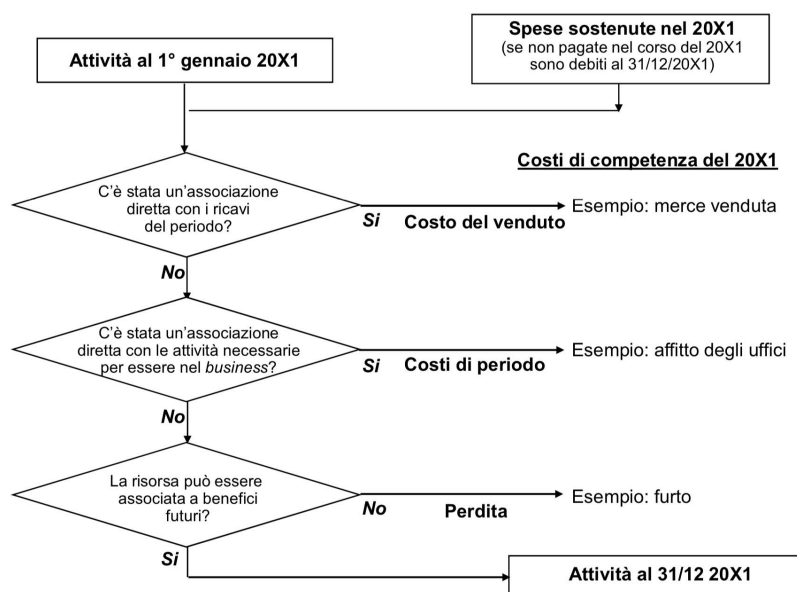 Attività al 1° gennaio 20X1
Spese sostenute nel 20X1
(se non pagate nel corso del 20X1
sono debiti al 31/12/20X1)
Costi di competenza del 20X1
C'è stata un'associazione
diretta con i ricavi
del periodo?
Si Costo del venduto
Esempio: merce venduta
No
C'è stata un'associazione
diretta con le attività necessarie
per essere nel business?
Si Costi di periodo
Esempio: affitto degli uffici
No
La risorsa può essere
associata a benefici
futuri?
No Perdita
Esempio: furto
Si
Attività al 31/12 20X1